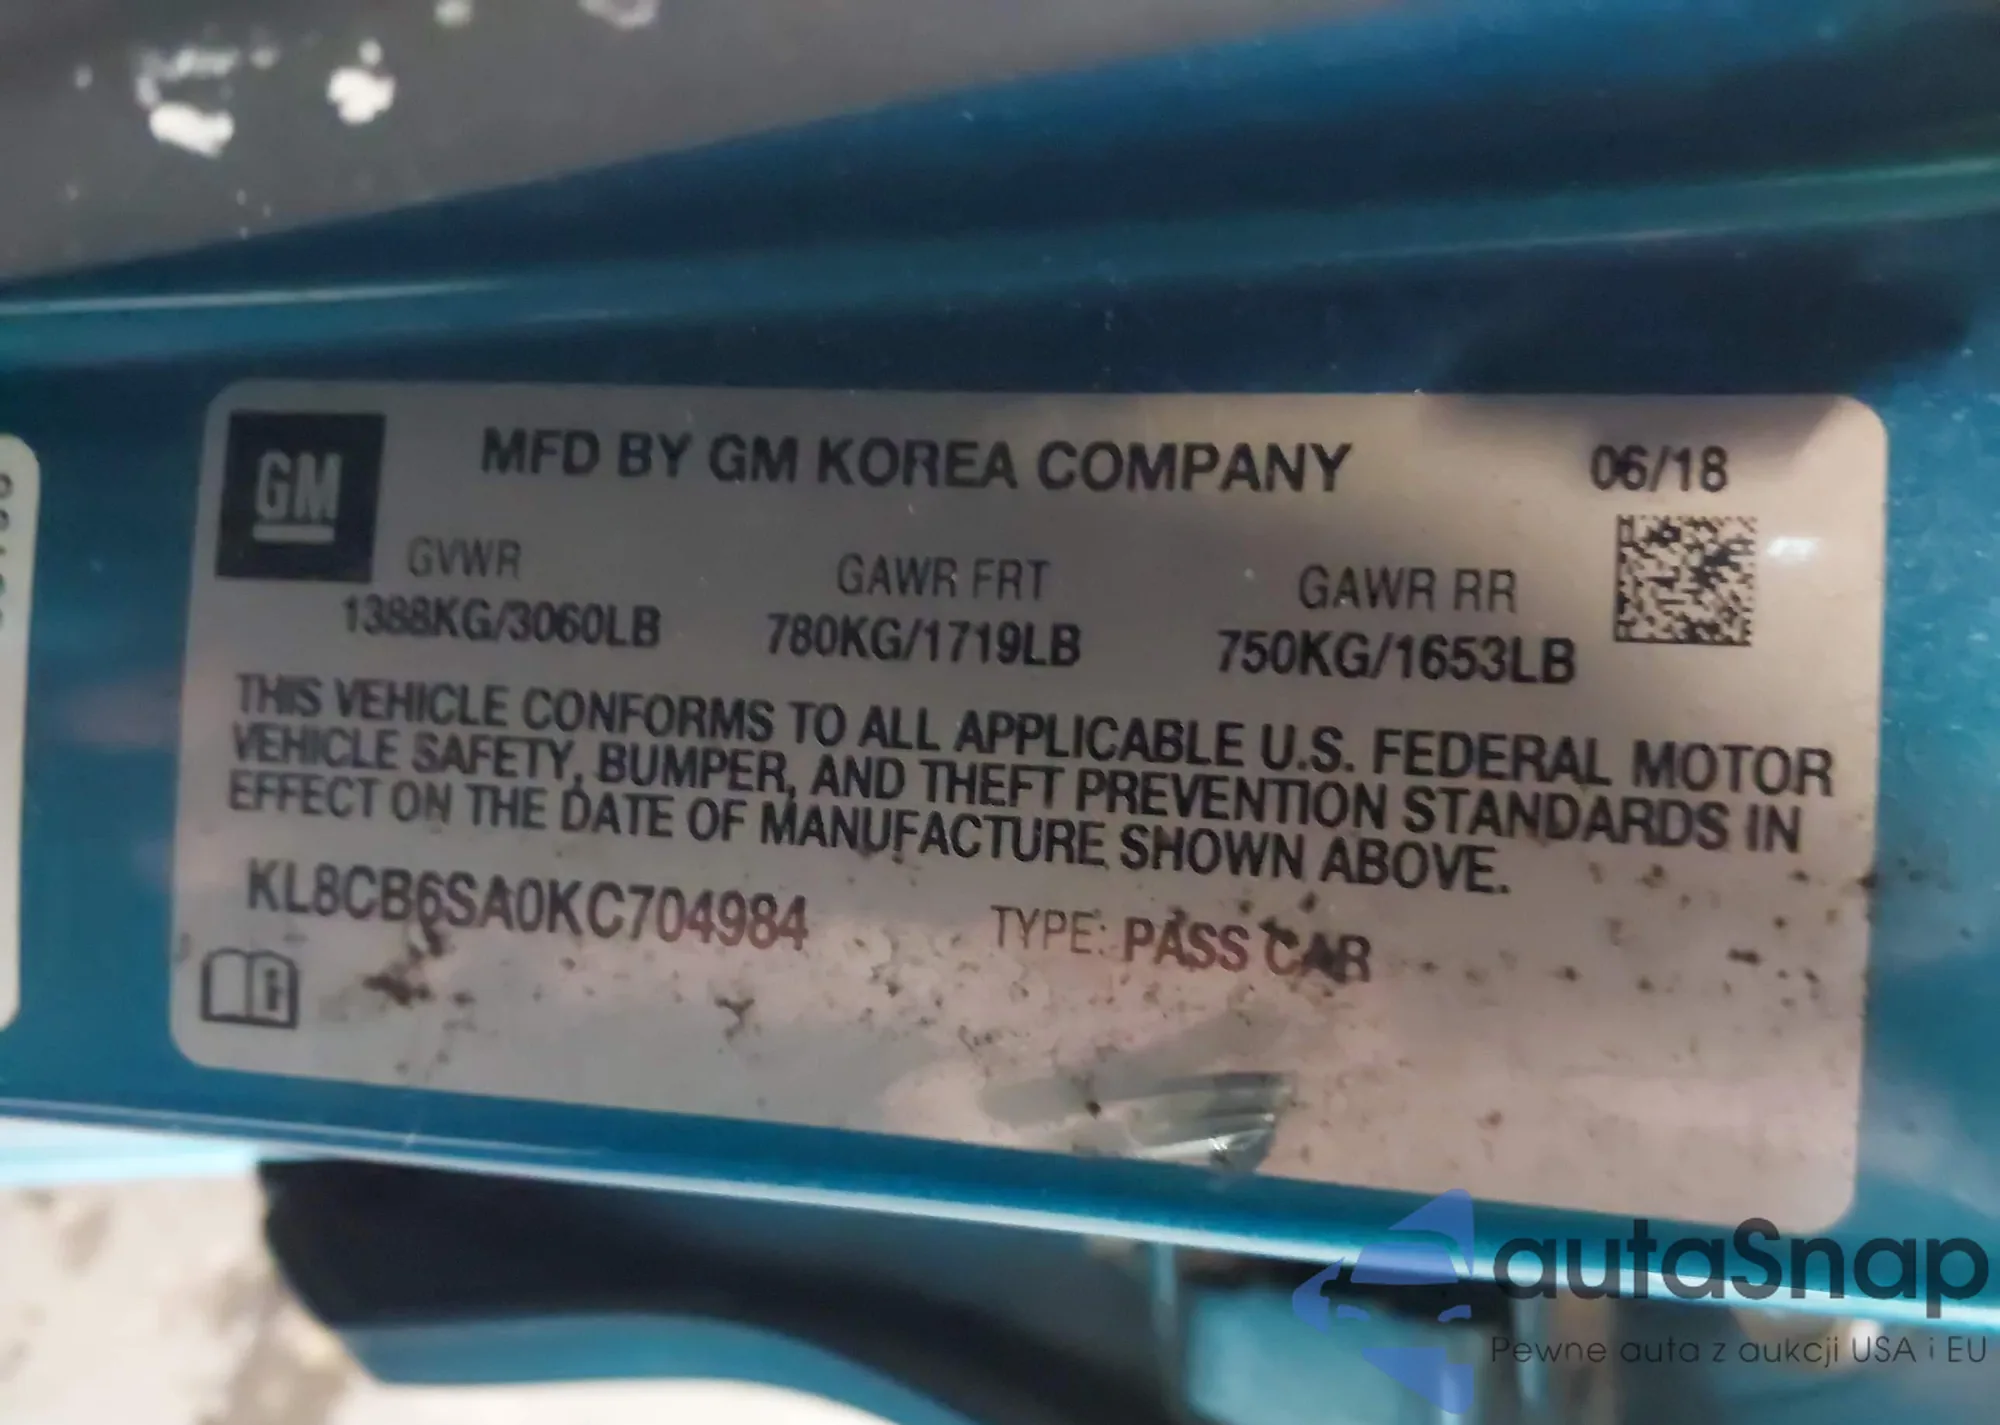 GM
MFD BY GM KOREA COMPANY 06/18
GVWR GAWR FRT GAWR RR
1388KG/3060LB 780KG/1719LB 750KG/1653LB
THIS VEHICLE CONFORMS TO ALL APPLICABLE U.S. FEDERAL MOTOR
VEHICLE SAFETY, BUMPER, AND THEFT PREVENTION STANDARDS IN
EFFECT ON THE DATE OF MANUFACTURE SHOWN ABOVE.
KL8CB6SA0KC704984 TYPE: PASS CAR
autaSnap
Pewne auta z aukcji USA i EU